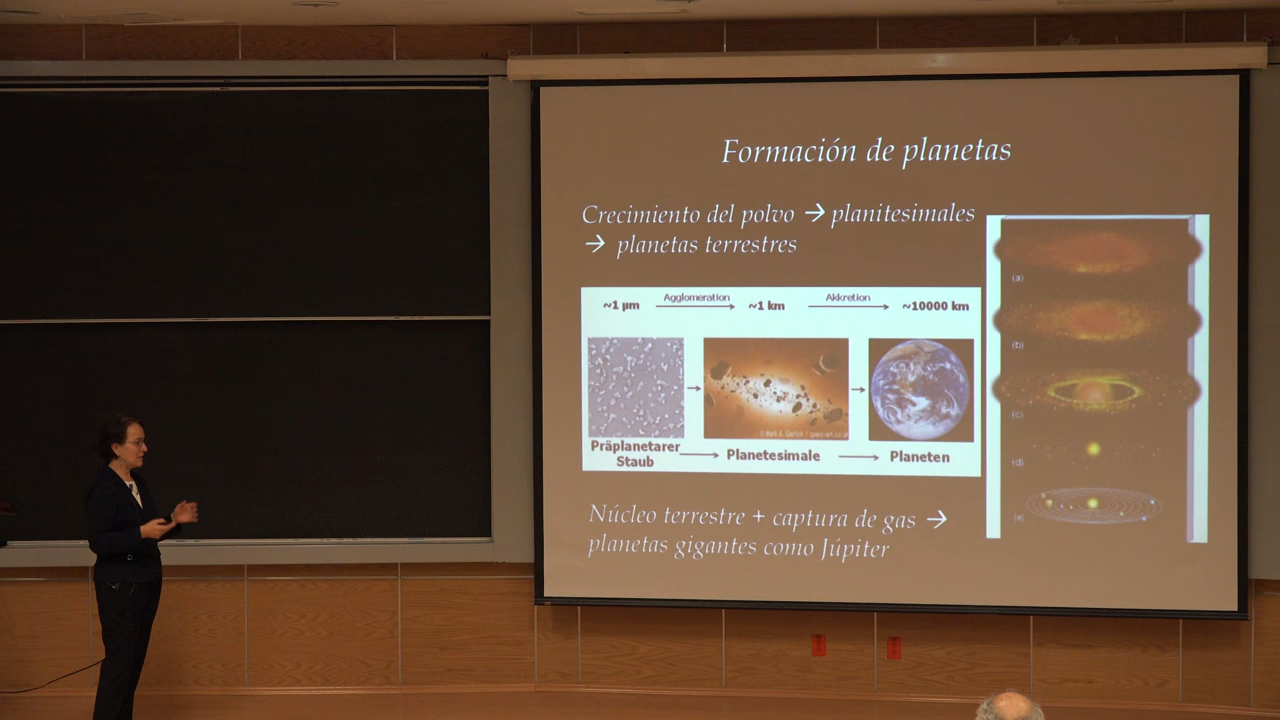 Formación de planetas
Crecimiento del polvo → planitesimales
→ planetas terrestres
~1 µm Agglomeration ~1 km Akkretion ~10000 km
Präplanetarer
Staub
Planetesimale
Planeten
(a)
(b)
(c)
(d)
(e)
Núcleo terrestre + captura de gas →
planetas gigantes como Júpiter